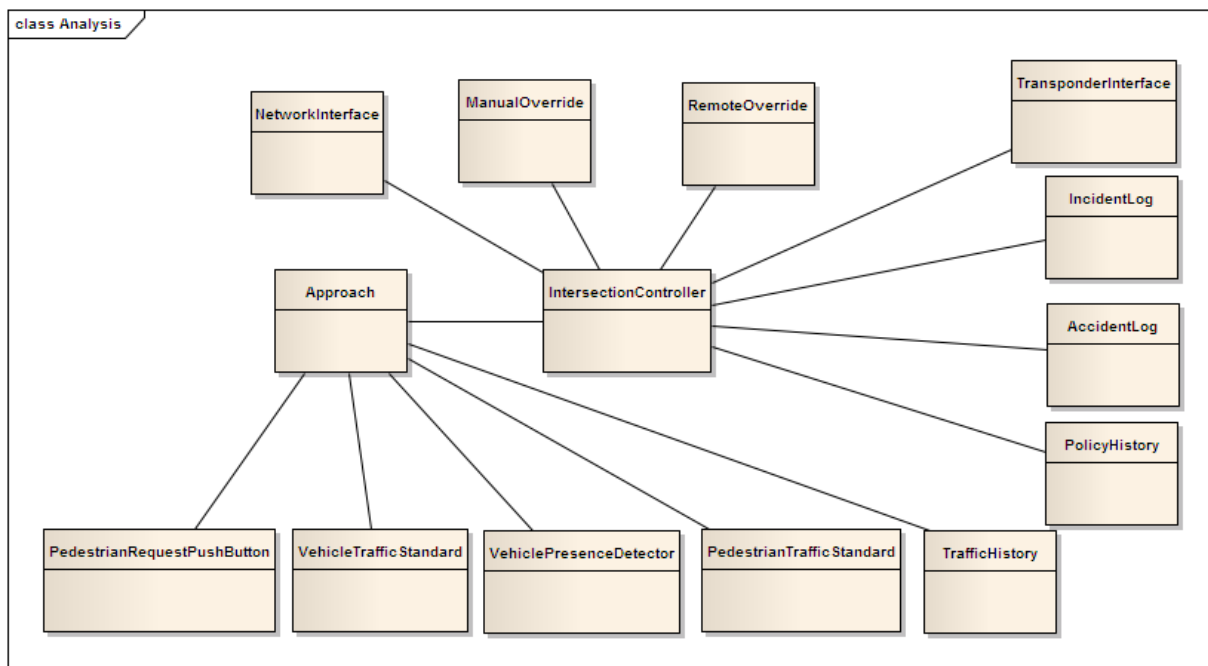 class Analysis
NetworkInterface
ManualOverride
RemoteOverride
TransponderInterface
IncidentLog
Approach
IntersectionController
AccidentLog
PolicyHistory
PedestrianRequestPushButton
VehicleTrafficStandard
VehiclePresenceDetector
PedestrianTrafficStandard
TrafficHistory